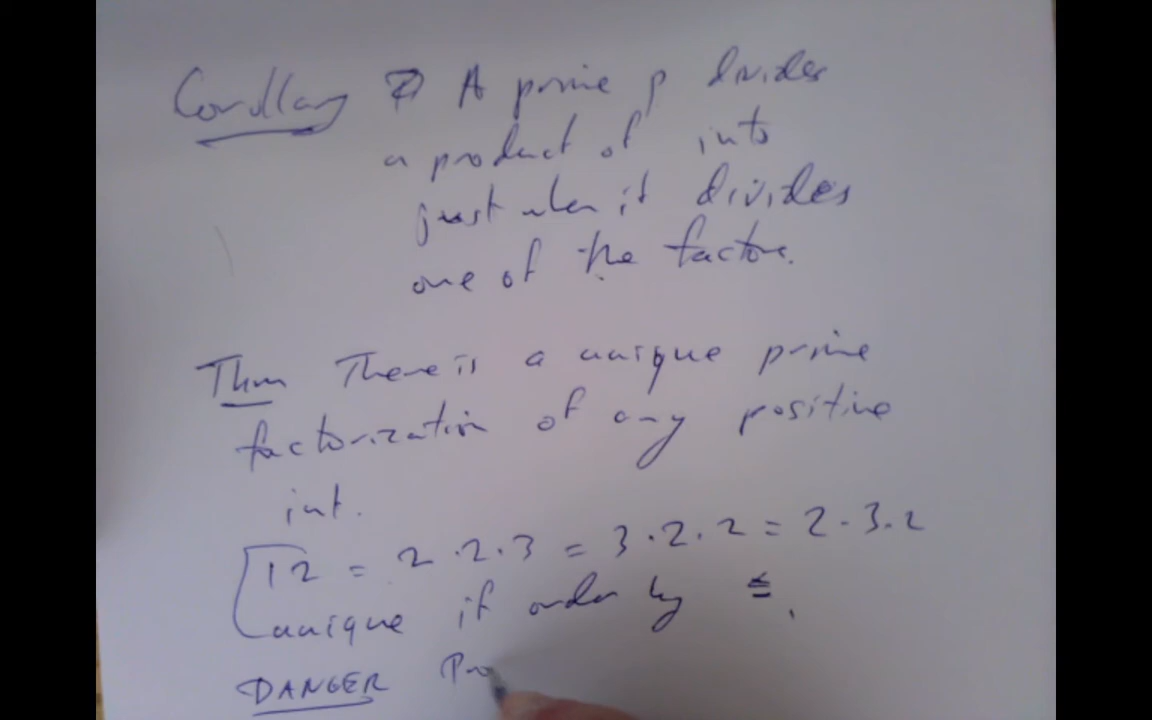 Corollary A prime p divides
a product of ints
just when it divides
one of the factors.
Thm There is a unique prime
factorization of any positive
int.
12 = 2·2·3 = 3·2·2 = 2·3·2
unique if order by ≤.
DANGER